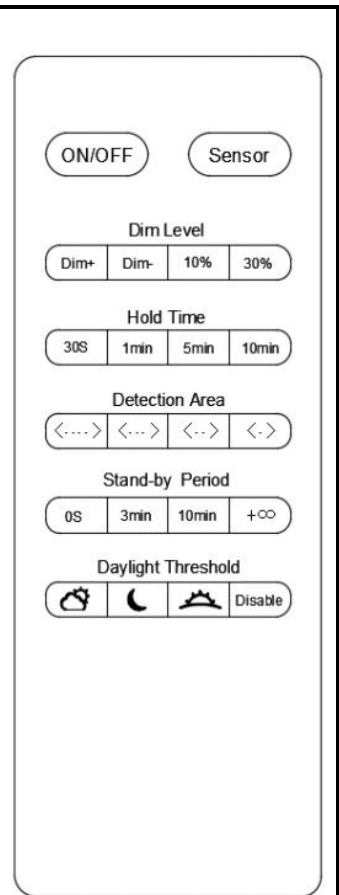 ON/OFF Sensor
Dim Level
Dim+ Dim- 10% 30%
Hold Time
30S 1min 5min 10min
Detection Area
<----> <---> <--> <->
Stand-by Period
0S 3min 10min +∞
Daylight Threshold
Disable